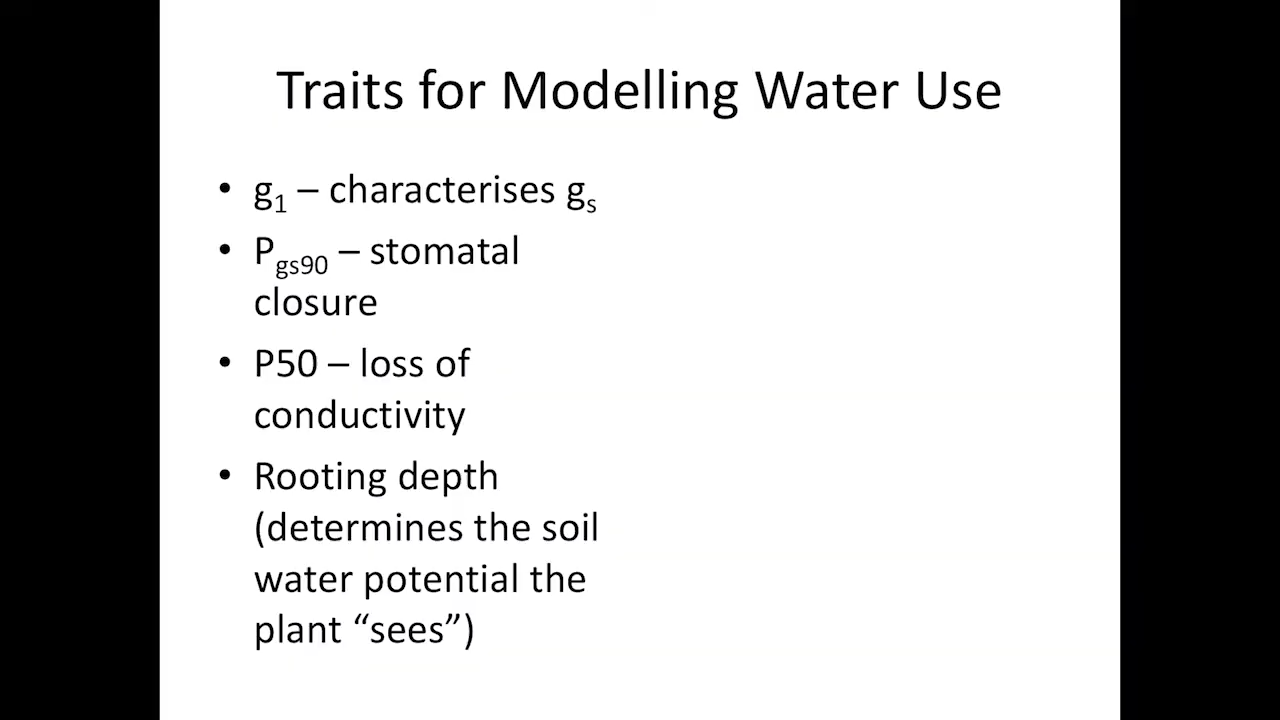 Traits for Modelling Water Use
• g₁ – characterises gₛ
• P_gs90 – stomatal
closure
• P50 – loss of
conductivity
• Rooting depth
(determines the soil
water potential the
plant “sees”)